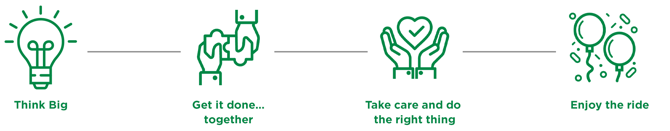 Think Big
Get it done...
together
Take care and do
the right thing
Enjoy the ride